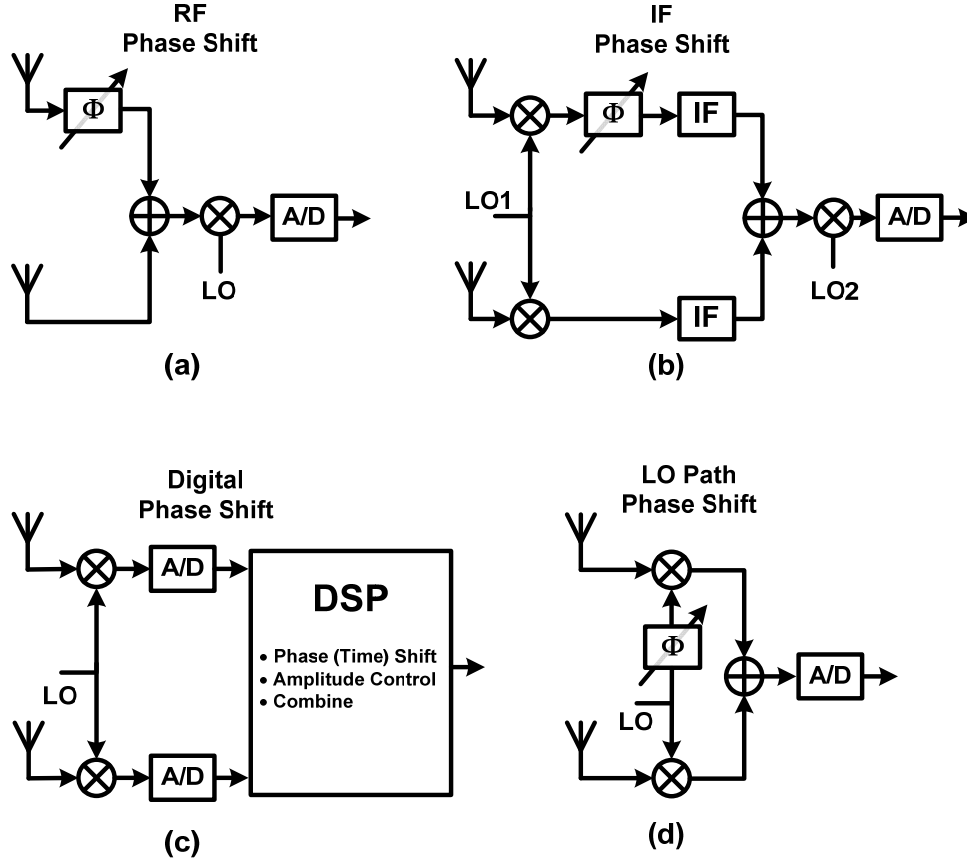 RF
Phase Shift
Φ
A/D
LO
(a)
IF
Phase Shift
Φ
IF
LO1
A/D
LO2
IF
(b)
Digital
Phase Shift
A/D
DSP
• Phase (Time) Shift
• Amplitude Control
• Combine
LO
A/D
(c)
LO Path
Phase Shift
Φ
A/D
LO
(d)